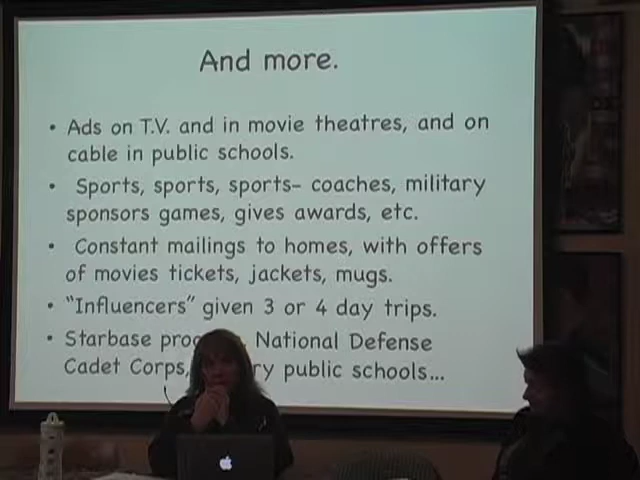 And more.
• Ads on T.V. and in movie theatres, and on
cable in public schools.
• Sports, sports, sports- coaches, military
sponsors games, gives awards, etc.
• Constant mailings to homes, with offers
of movies tickets, jackets, mugs.
• "Influencers" given 3 or 4 day trips.
• Starbase National Defense
Cadet Corps, public schools...